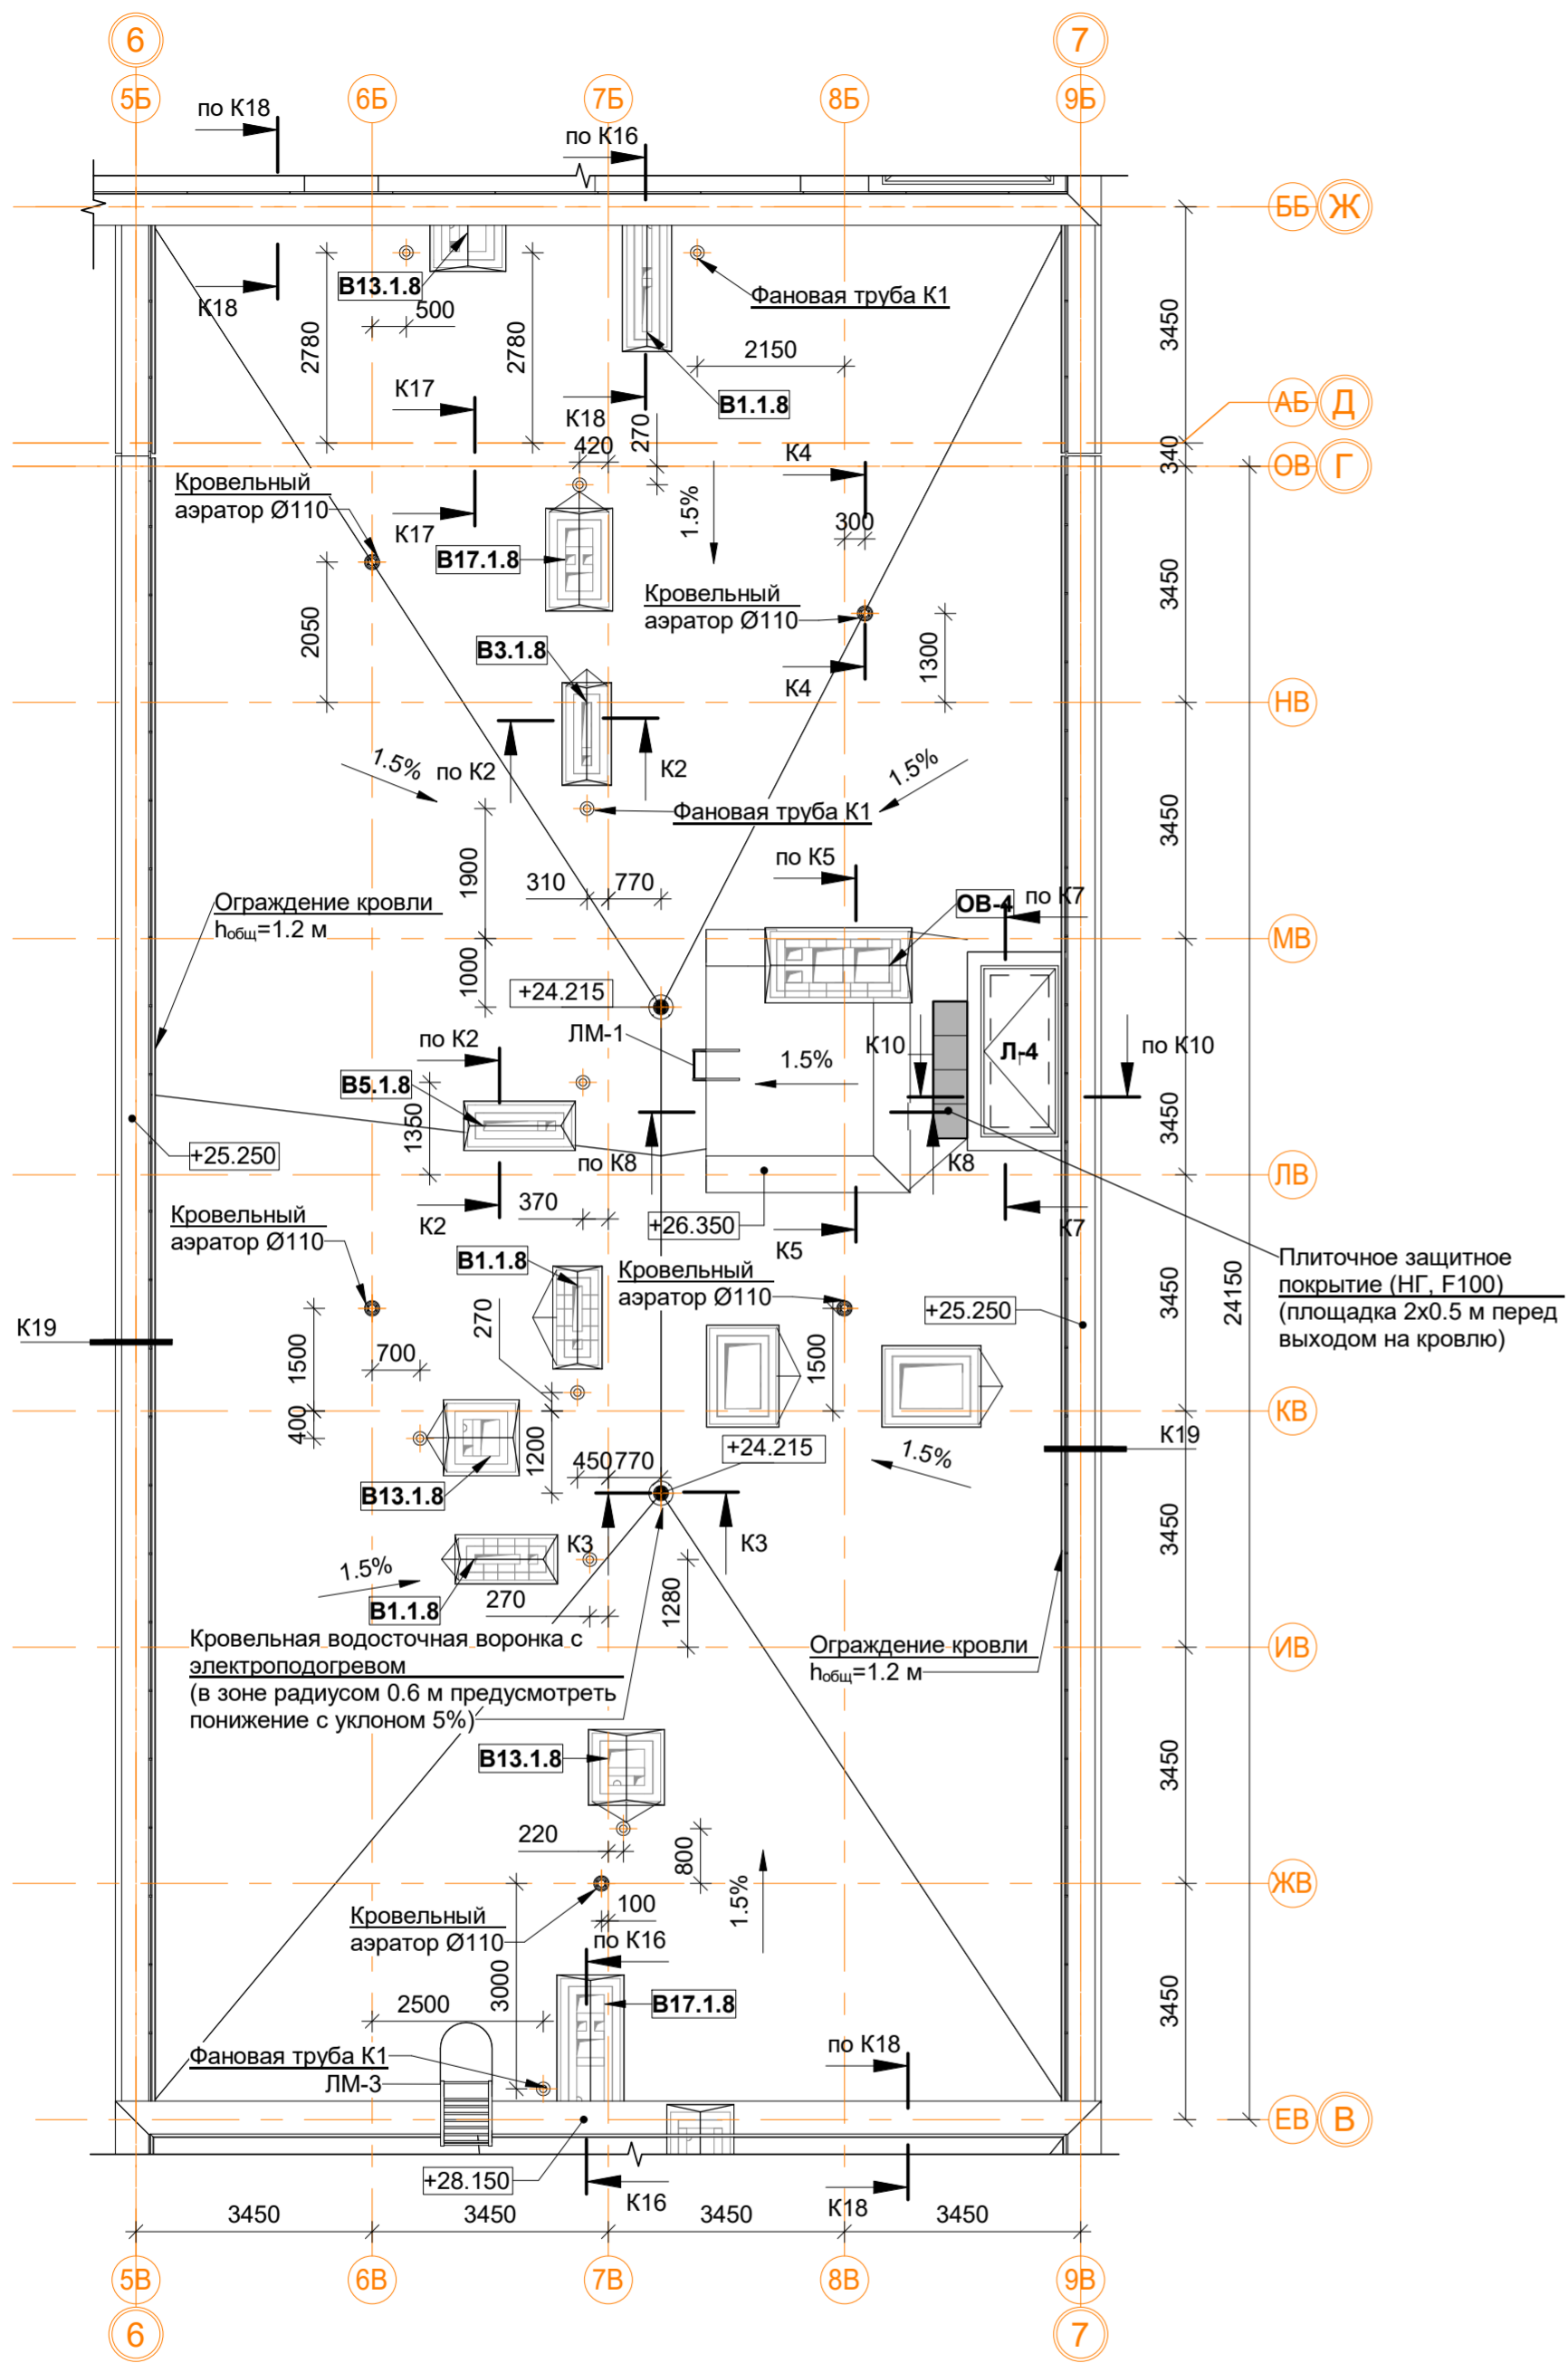 6
7
5Б
6Б
7Б
8Б
9Б
по К18
по К16
ББ
Ж
В13.1.8
Фановая труба К1
К18
500
2780
2780
3450
2150
К17
В1.1.8
АБ
Д
К18
270
420
340
К4
ОВ
Г
Кровельный
аэратор Ø110
1.5%
К17
300
В17.1.8
3450
Кровельный
аэратор Ø110
2050
В3.1.8
1300
К4
НВ
1.5%
по К2
К2
1.5%
Фановая труба К1
3450
по К5
1900
310
770
Ограждение кровли
hобщ=1.2 м
ОВ-4
по К7
МВ
1000
+24.215
по К2
ЛМ-1
К10
по К10
1.5%
Л-4
В5.1.8
3450
1350
+25.250
по К8
К8
ЛВ
370
Кровельный
аэратор Ø110
К2
+26.350
К5
К7
В1.1.8
Кровельный
аэратор Ø110
Плиточное защитное
покрытие (НГ, F100)
(площадка 2х0.5 м перед
выходом на кровлю)
+25.250
3450
24150
К19
270
1500
700
1500
400
КВ
1200
К19
+24.215
450
770
1.5%
В13.1.8
К3
К3
3450
1.5%
В1.1.8
270
1280
Кровельная водосточная воронка с
электроподогревом
(в зоне радиусом 0.6 м предусмотреть
понижение с уклоном 5%)
Ограждение кровли
hобщ=1.2 м
ИВ
В13.1.8
3450
220
800
ЖВ
1.5%
Кровельный
аэратор Ø110
100
по К16
3000
2500
В17.1.8
3450
по К18
Фановая труба К1
ЛМ-3
ЕВ
В
+28.150
К16
К18
3450
3450
3450
3450
5В
6В
7В
8В
9В
6
7